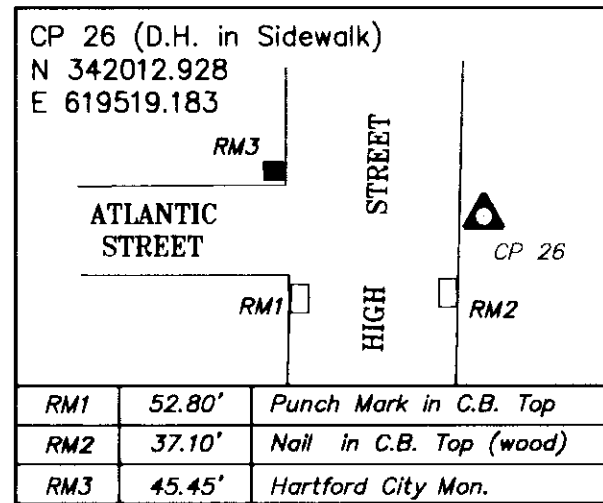 CP 26 (D.H. in Sidewalk)
N 342012.928
E 619519.183
RM3
STREET
ATLANTIC
STREET
CP 26
RM1
HIGH
RM2
RM1 52.80' Punch Mark in C.B. Top
RM2 37.10' Nail in C.B. Top (wood)
RM3 45.45' Hartford City Mon.